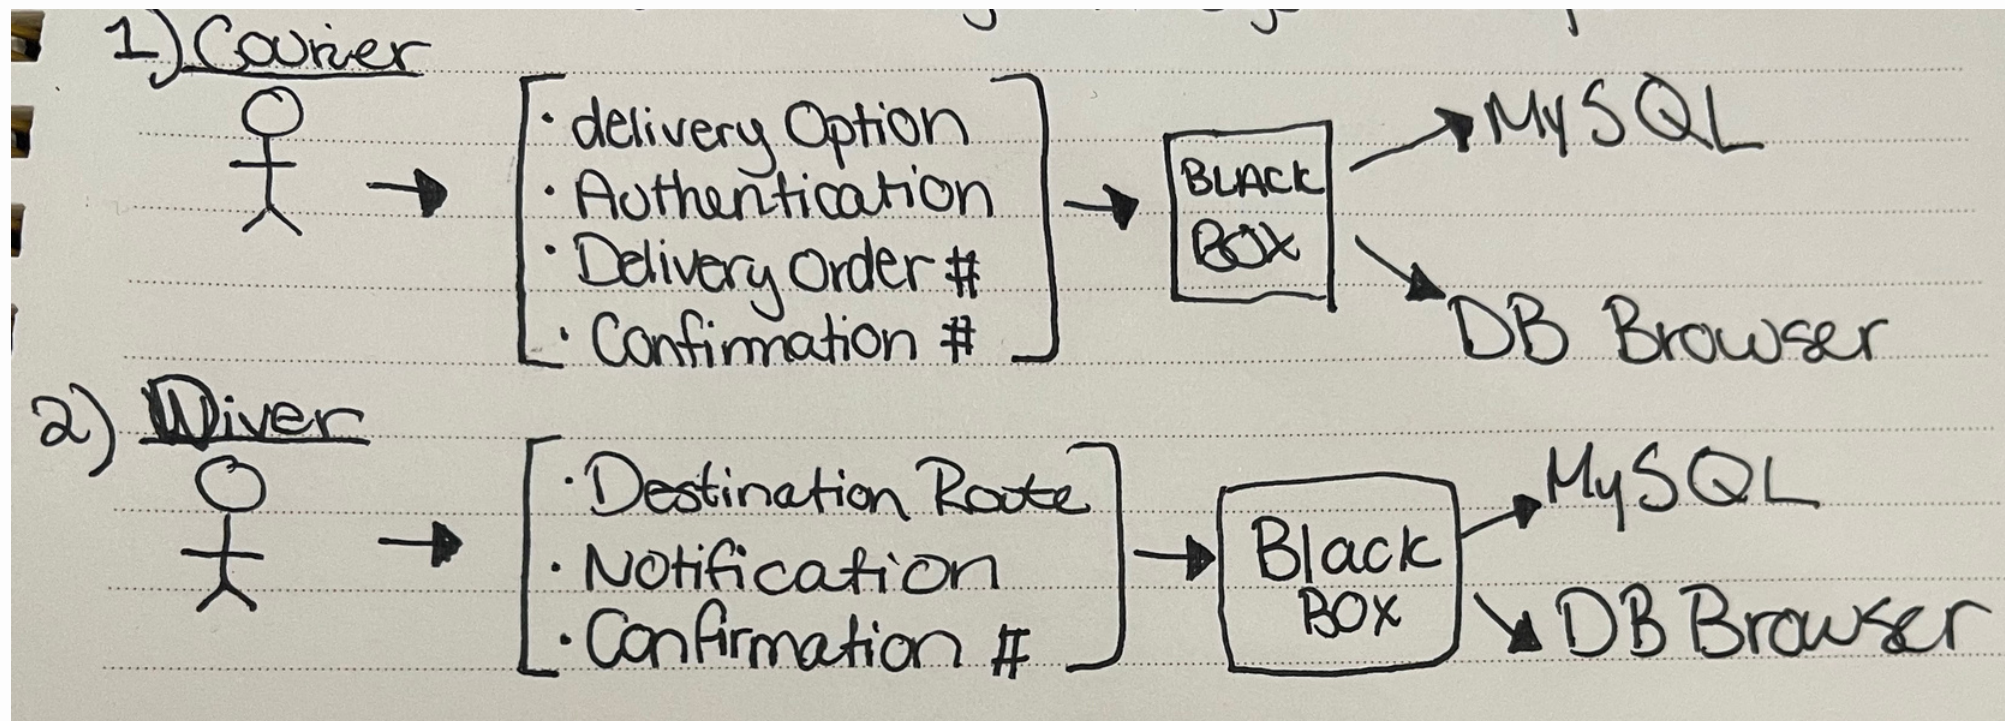 1) Courier
· delivery Option
· Authentication
· Delivery Order #
· Confirmation #
BLACK
BOX
MySQL
DB Browser
2) Driver
· Destination Route
· Notification
· Confirmation #
Black
BOX
MySQL
DB Browser